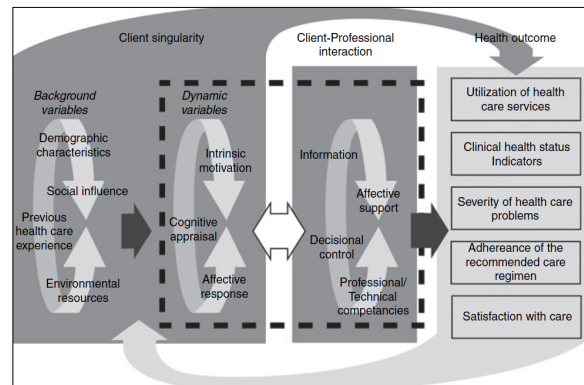 Client singularity
Client-Professional
interaction
Health outcome
Background
variables
Demographic
characteristics
Social influence
Previous
health care
experience
Environmental
resources
Dynamic
variables
Intrinsic
motivation
Cognitive
appraisal
Affective
response
Information
Affective
support
Decisional
control
Professional/
Technical
competancies
Utilization of health
care services
Clinical health status
Indicators
Severity of health care
problems
Adhereance of the
recommended care
regimen
Satisfaction with care